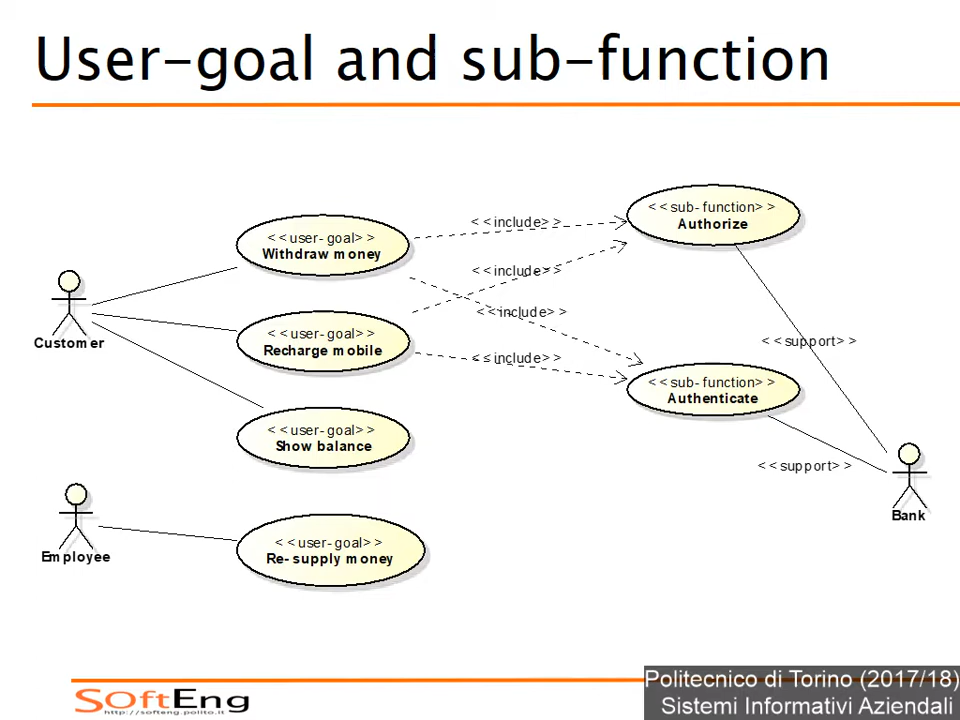 User-goal and sub-function
<<sub-function>>
Authorize
<<include>>
<<user-goal>>
Withdraw money
<<include>>
<<include>>
Customer
<<user-goal>>
Recharge mobile
<<support>>
<<include>>
<<sub-function>>
Authenticate
<<user-goal>>
Show balance
<<support>>
Bank
Employee
<<user-goal>>
Re-supply money
SOftEng
http://softeng.polito.it
Politecnico di Torino (2017/18)
Sistemi Informativi Aziendali